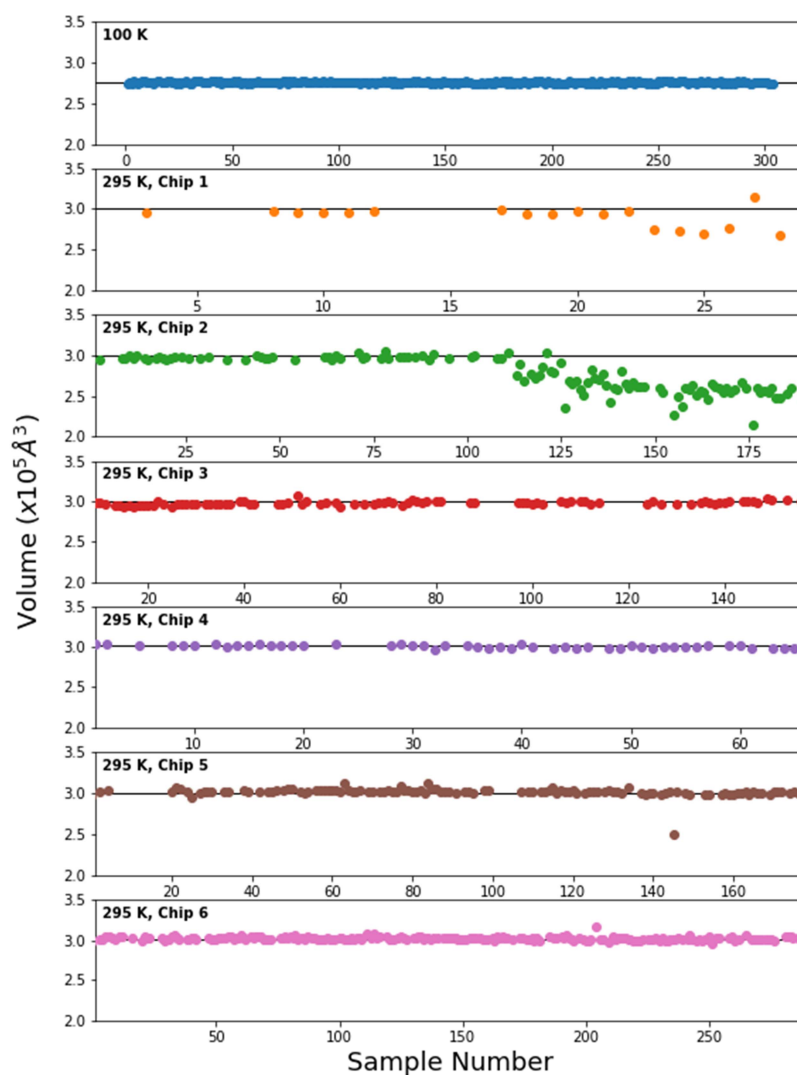 Volume (x10⁵Å³)
100 K
3.5
3.0
2.5
2.0
0 50 100 150 200 250 300
295 K, Chip 1
3.5
3.0
2.5
2.0
5 10 15 20 25
295 K, Chip 2
3.5
3.0
2.5
2.0
25 50 75 100 125 150 175
295 K, Chip 3
3.5
3.0
2.5
2.0
20 40 60 80 100 120 140
295 K, Chip 4
3.5
3.0
2.5
2.0
10 20 30 40 50 60
295 K, Chip 5
3.5
3.0
2.5
2.0
20 40 60 80 100 120 140 160
295 K, Chip 6
3.5
3.0
2.5
2.0
50 100 150 200 250
Sample Number